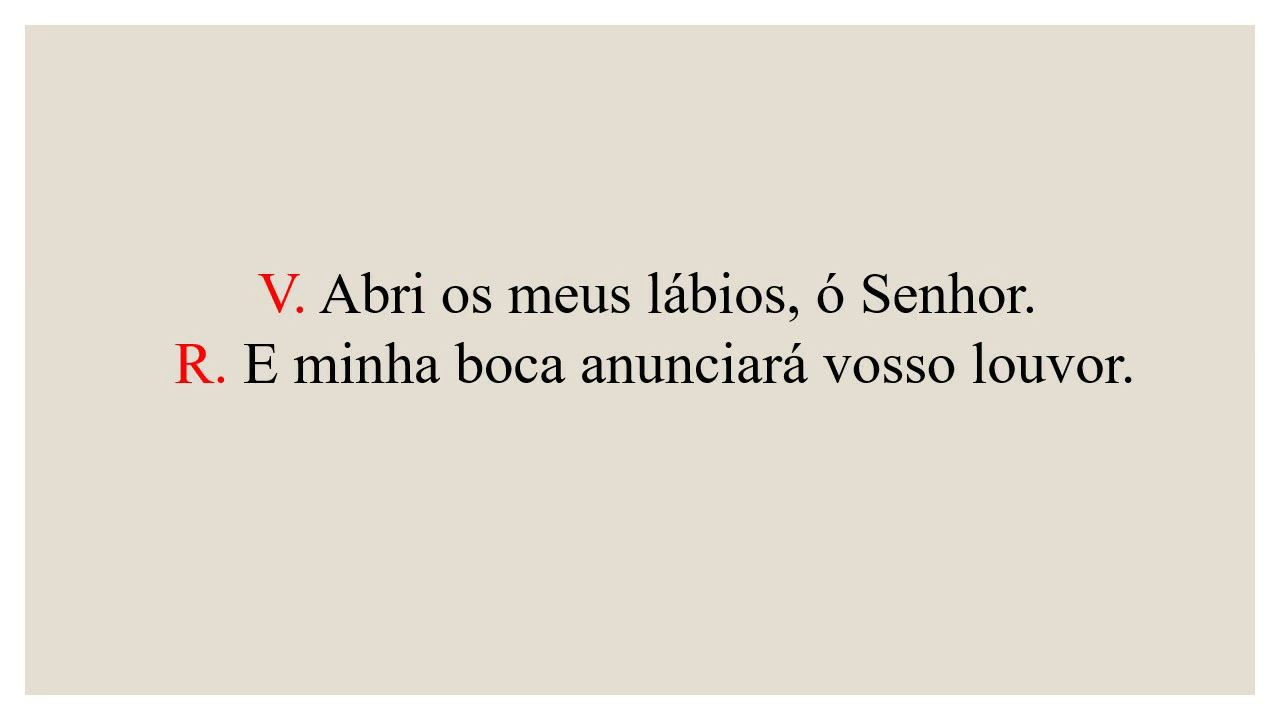 V. Abri os meus lábios, ó Senhor.
R. E minha boca anunciará vosso louvor.